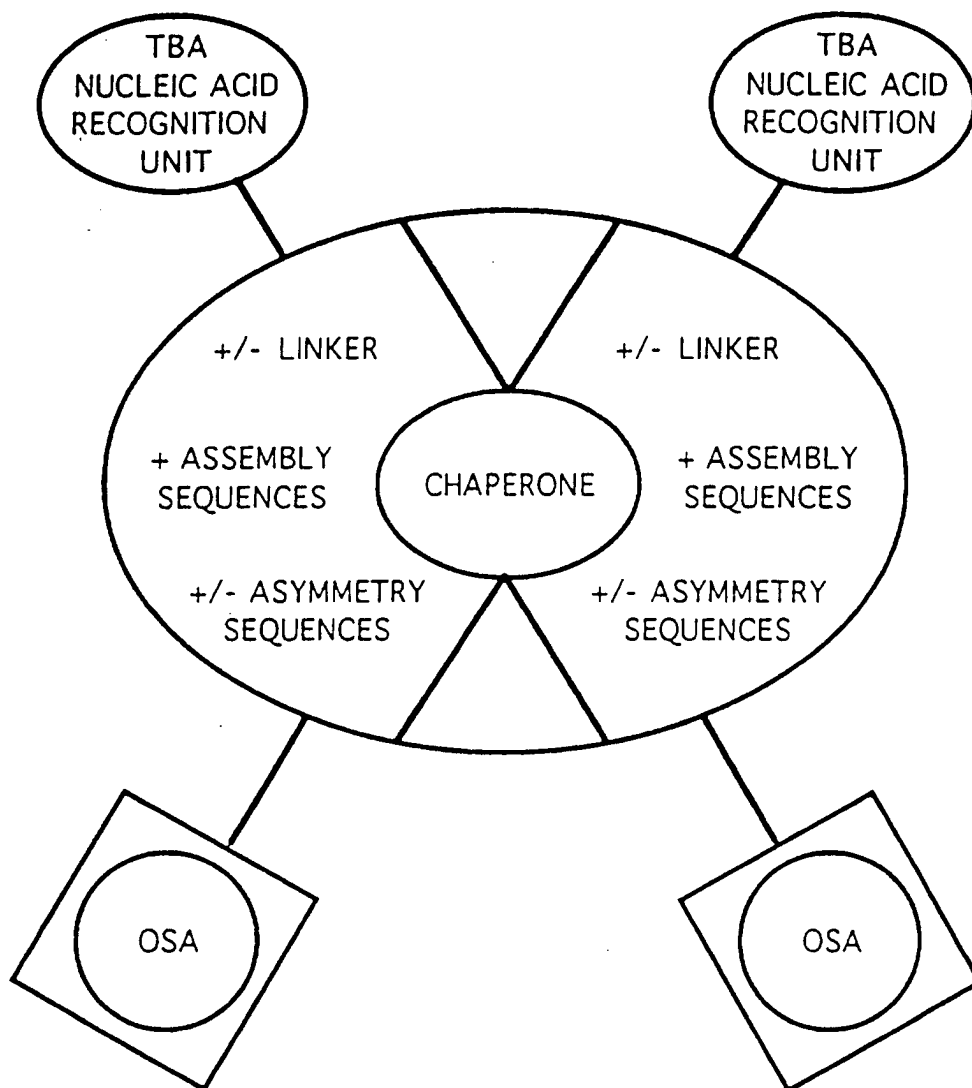 TBA
NUCLEIC ACID
RECOGNITION
UNIT
TBA
NUCLEIC ACID
RECOGNITION
UNIT
+/- LINKER
+/- LINKER
+ ASSEMBLY
SEQUENCES
CHAPERONE
+ ASSEMBLY
SEQUENCES
+/- ASYMMETRY
SEQUENCES
+/- ASYMMETRY
SEQUENCES
OSA
OSA